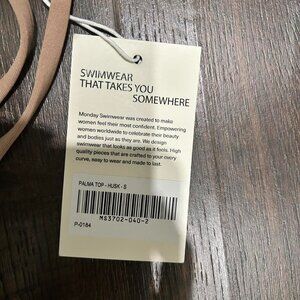 SWIMWEAR
THAT TAKES YOU
SOMEWHERE
Monday Swimwear was created to make
women feel their most confident. Empowering
women worldwide to celebrate their beauty
and bodies just as they are. We design
swimwear that looks as good as it feels. High
quality pieces that are crafted to your every
curve, easy to wear and made to last.
PALMA TOP - HUSK - S
MS3702-040-2
P-0184